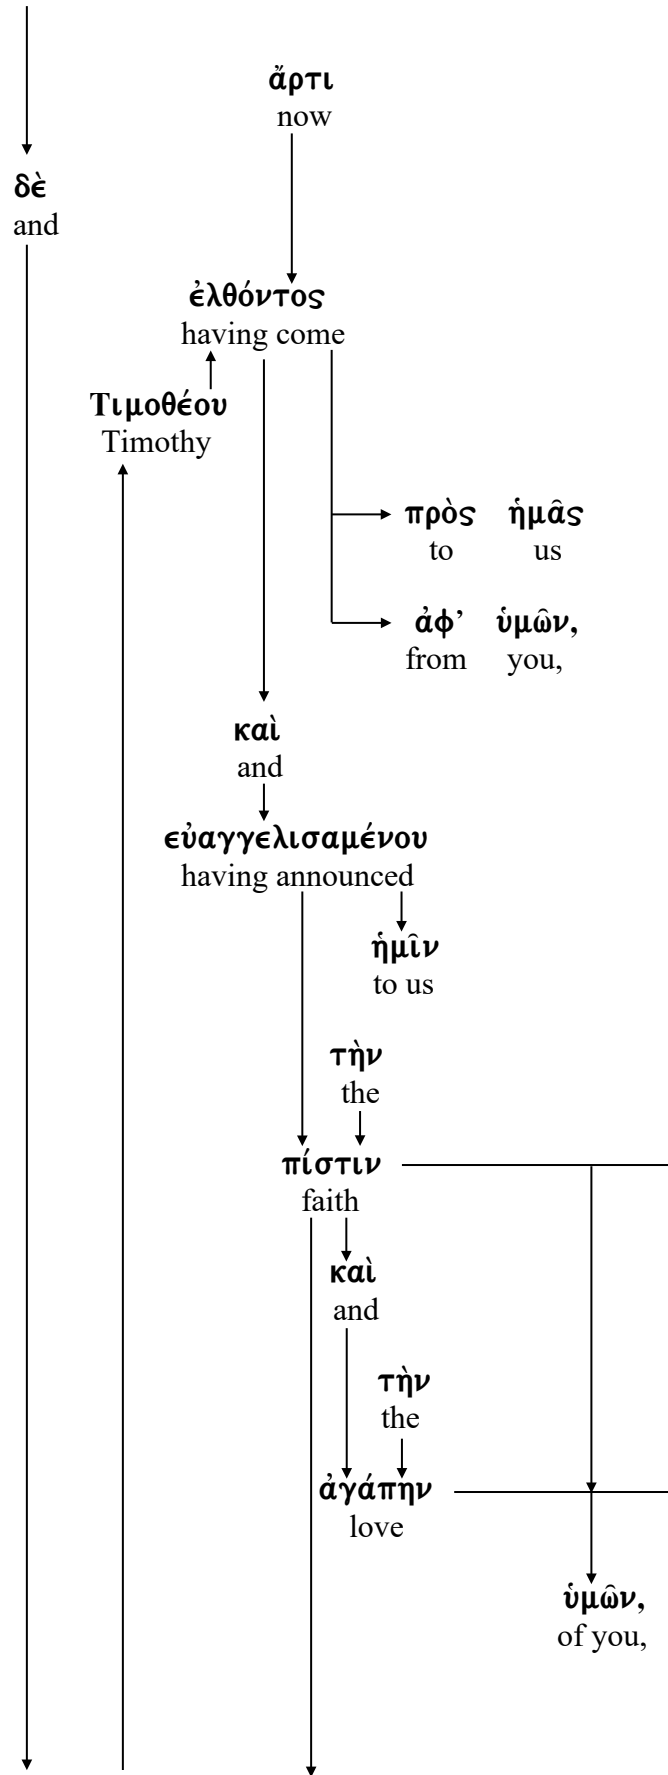 ἄρτι
now
δὲ
and
ἐλθόντος
having come
Τιμοθέου
Timothy
πρὸς ἡμᾶς
to us
ἀφ’ ὑμῶν,
from you,
καὶ
and
εὐαγγελισαμένου
having announced
ἡμῖν
to us
τὴν
the
πίστιν
faith
καὶ
and
τὴν
the
ἀγάπην
love
ὑμῶν,
of you,